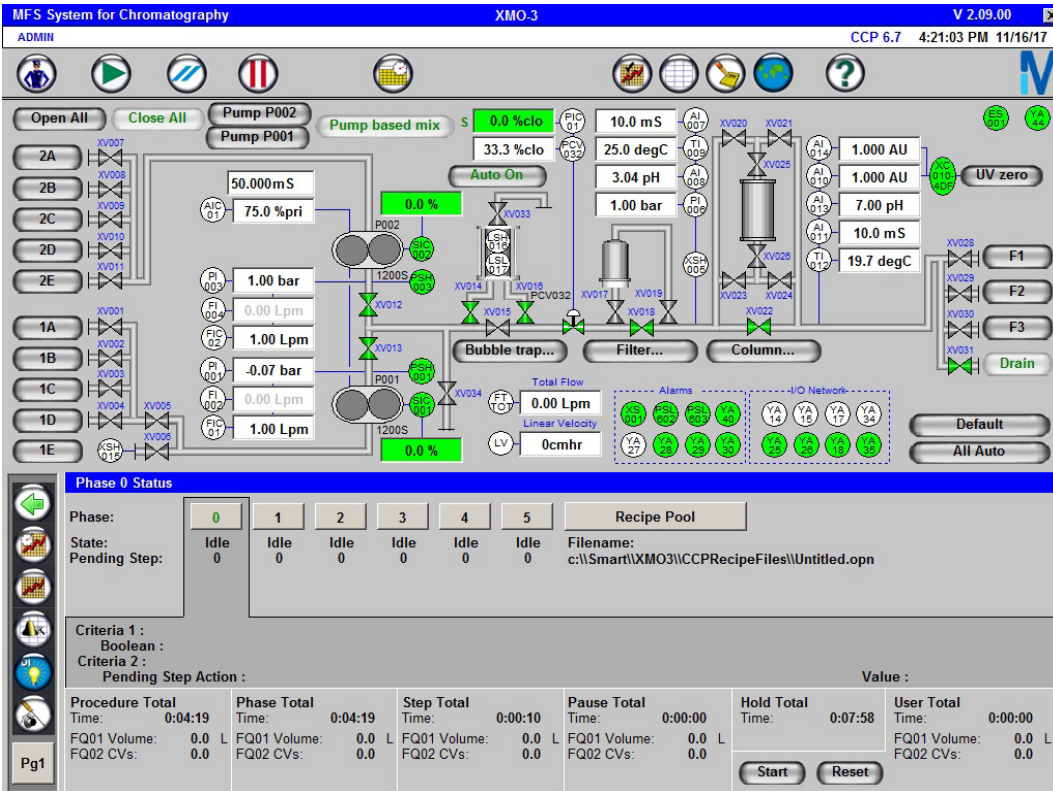 MFS System for Chromatography XMO-3 V 2.09.00
ADMIN CCP 6.7 4:21:03 PM 11/16/17
Open All Close All Pump P002 Pump P001 Pump based mix
S 0.0 %clo PIC 01
33.3 %clo PCV 032
Auto On
10.0 mS AI 007
25.0 degC TI 009
3.04 pH AI 008
1.00 bar PI 006
XSH 005
XV020 XV021
XV025
XV026
XV023 XV024
XV022
AI 014 1.000 AU
AI 010 1.000 AU
AI 013 7.00 pH
AI 011 10.0 mS
TI 012 19.7 degC
XC 010- 4DF UV zero
ES 001 YA 44
XV007
2A
XV008
2B
XV009
2C
XV010
2D
XV011
2E
XV001
1A
XV002
1B
XV003
1C
XV004 XV005
1D
XV006
1E XSH 015
50.000mS
AIC 01 75.0 %pri
PI 003 1.00 bar
FI 004 0.00 Lpm
FIC 02 1.00 Lpm
PI 001 -0.07 bar
FI 002 0.00 Lpm
FIC 01 1.00 Lpm
0.0 %
P002
SIC 002
1200S PSH 003
XV012
XV013
PSH 001
P001
SIC 001
1200S
0.0 %
XV034
XV033
LSH 016
LSL 017
XV014 XV016
XV015
PCV032
XV017 XV019
XV018
Bubble trap... Filter... Column...
XV028
F1
XV029
F2
XV030
F3
XV031
Drain
Total Flow
FT TOT 0.00 Lpm
Linear Velocity
LV 0cmhr
Alarms
XS 001 PSL 602 PSL 603 YA 40
YA 27 YA 28 YA 29 YA 30
I/O Network
YA 14 YA 15 YA 17 YA 34
YA 25 YA 26 YA 18 YA 35
Default
All Auto
Phase 0 Status
Phase: 0 1 2 3 4 5 Recipe Pool
State: Idle Idle Idle Idle Idle Idle Filename:
Pending Step: 0 0 0 0 0 0 c:\\Smart\\XMO3\\CCPRecipeFiles\\Untitled.opn
Criteria 1 :
Boolean :
Criteria 2 :
Pending Step Action : Value :
Procedure Total Phase Total Step Total Pause Total Hold Total User Total
Time: 0:04:19 Time: 0:04:19 Time: 0:00:10 Time: 0:00:00 Time: 0:07:58 Time: 0:00:00
FQ01 Volume: 0.0 L FQ01 Volume: 0.0 L FQ01 Volume: 0.0 L FQ01 Volume: 0.0 L FQ01 Volume: 0.0
FQ02 CVs: 0.0 FQ02 CVs: 0.0 FQ02 CVs: 0.0 FQ02 CVs: 0.0 FQ02 CVs: 0.0
Start Reset
Pg1